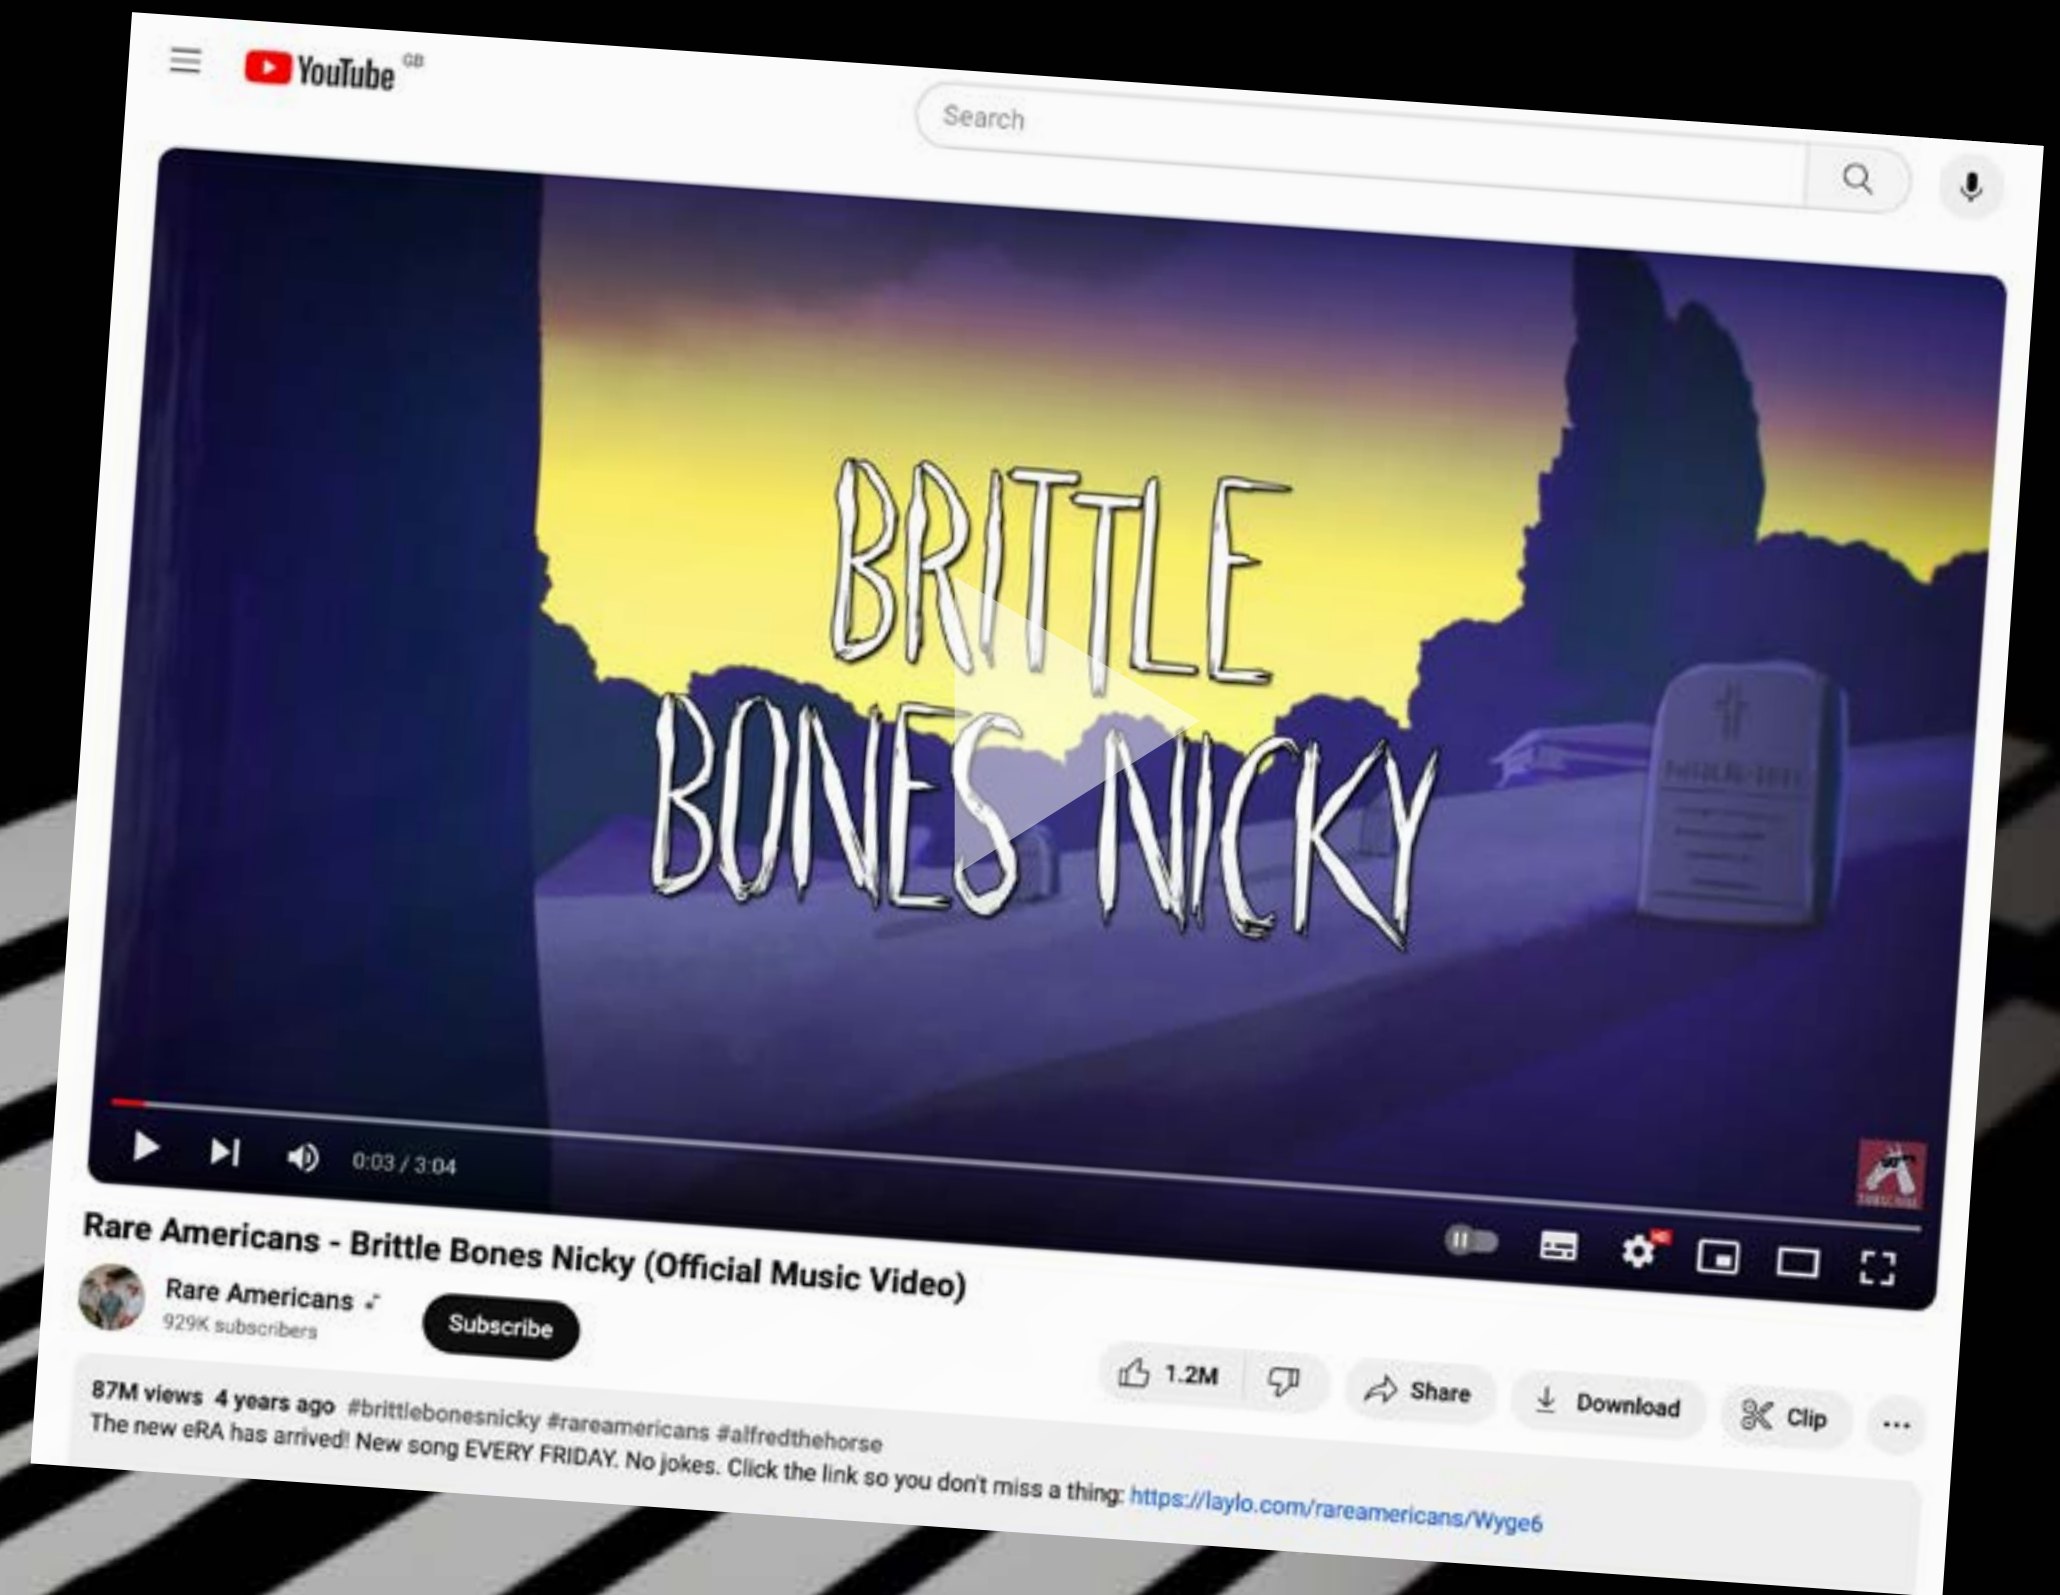 YouTube GB
Search
BRITTLE
BONES NICKY
0:03 / 3:04
HD
Rare Americans - Brittle Bones Nicky (Official Music Video)
Rare Americans
929K subscribers
Subscribe
1.2M
Share
Download
Clip
87M views 4 years ago #brittlebonesnicky #rareamericans #alfredthehorse
The new eRA has arrived! New song EVERY FRIDAY. No jokes. Click the link so you don't miss a thing: https://laylo.com/rareamericans/Wyge6